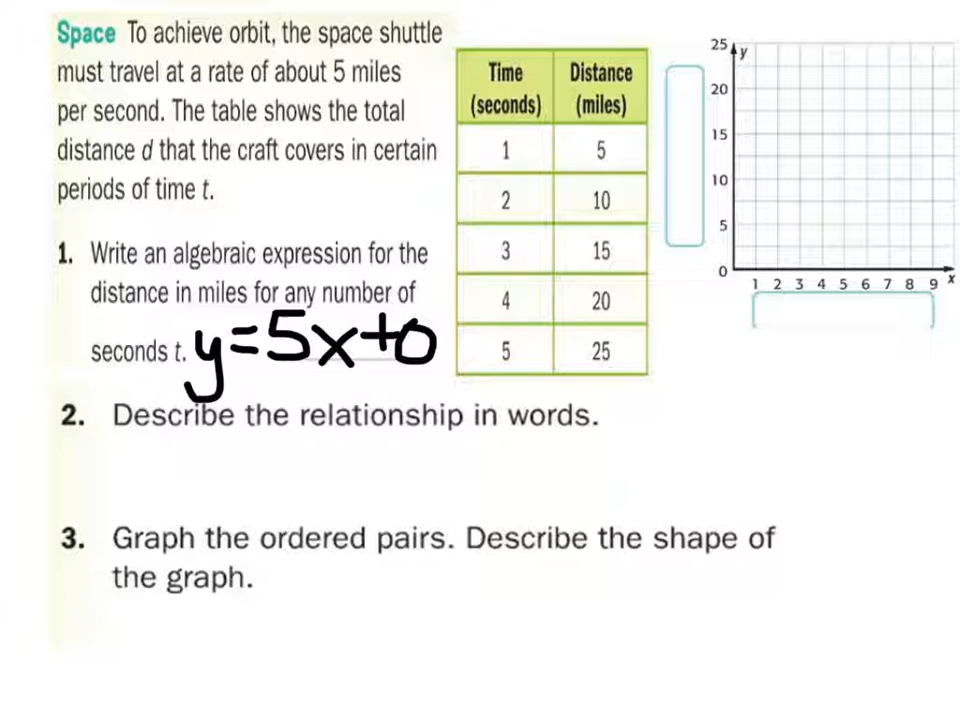 Space To achieve orbit, the space shuttle
must travel at a rate of about 5 miles
per second. The table shows the total
distance d that the craft covers in certain
periods of time t.
1. Write an algebraic expression for the
distance in miles for any number of
seconds t. y=5x+0
Time (seconds) Distance (miles)
1 5
2 10
3 15
4 20
5 25
25 y
20
15
10
5
0
1 2 3 4 5 6 7 8 9 x
2. Describe the relationship in words.
3. Graph the ordered pairs. Describe the shape of
the graph.